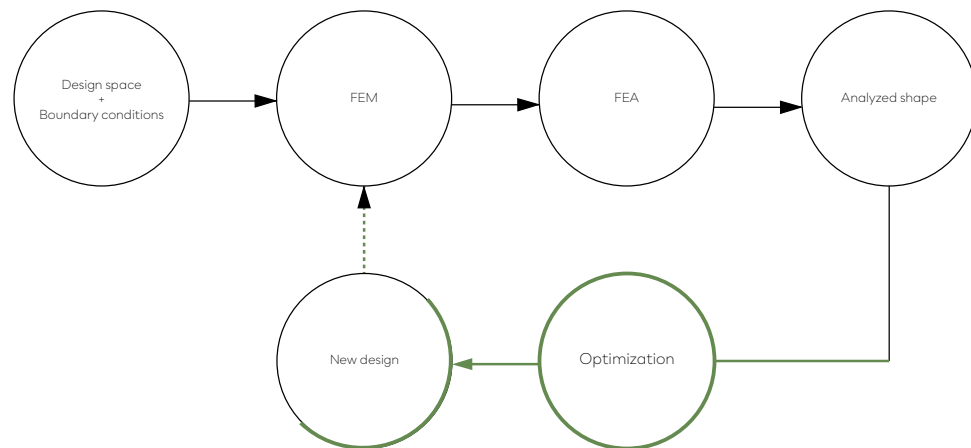 Design space
+
Boundary conditions
FEM
FEA
Analyzed shape
New design
Optimization